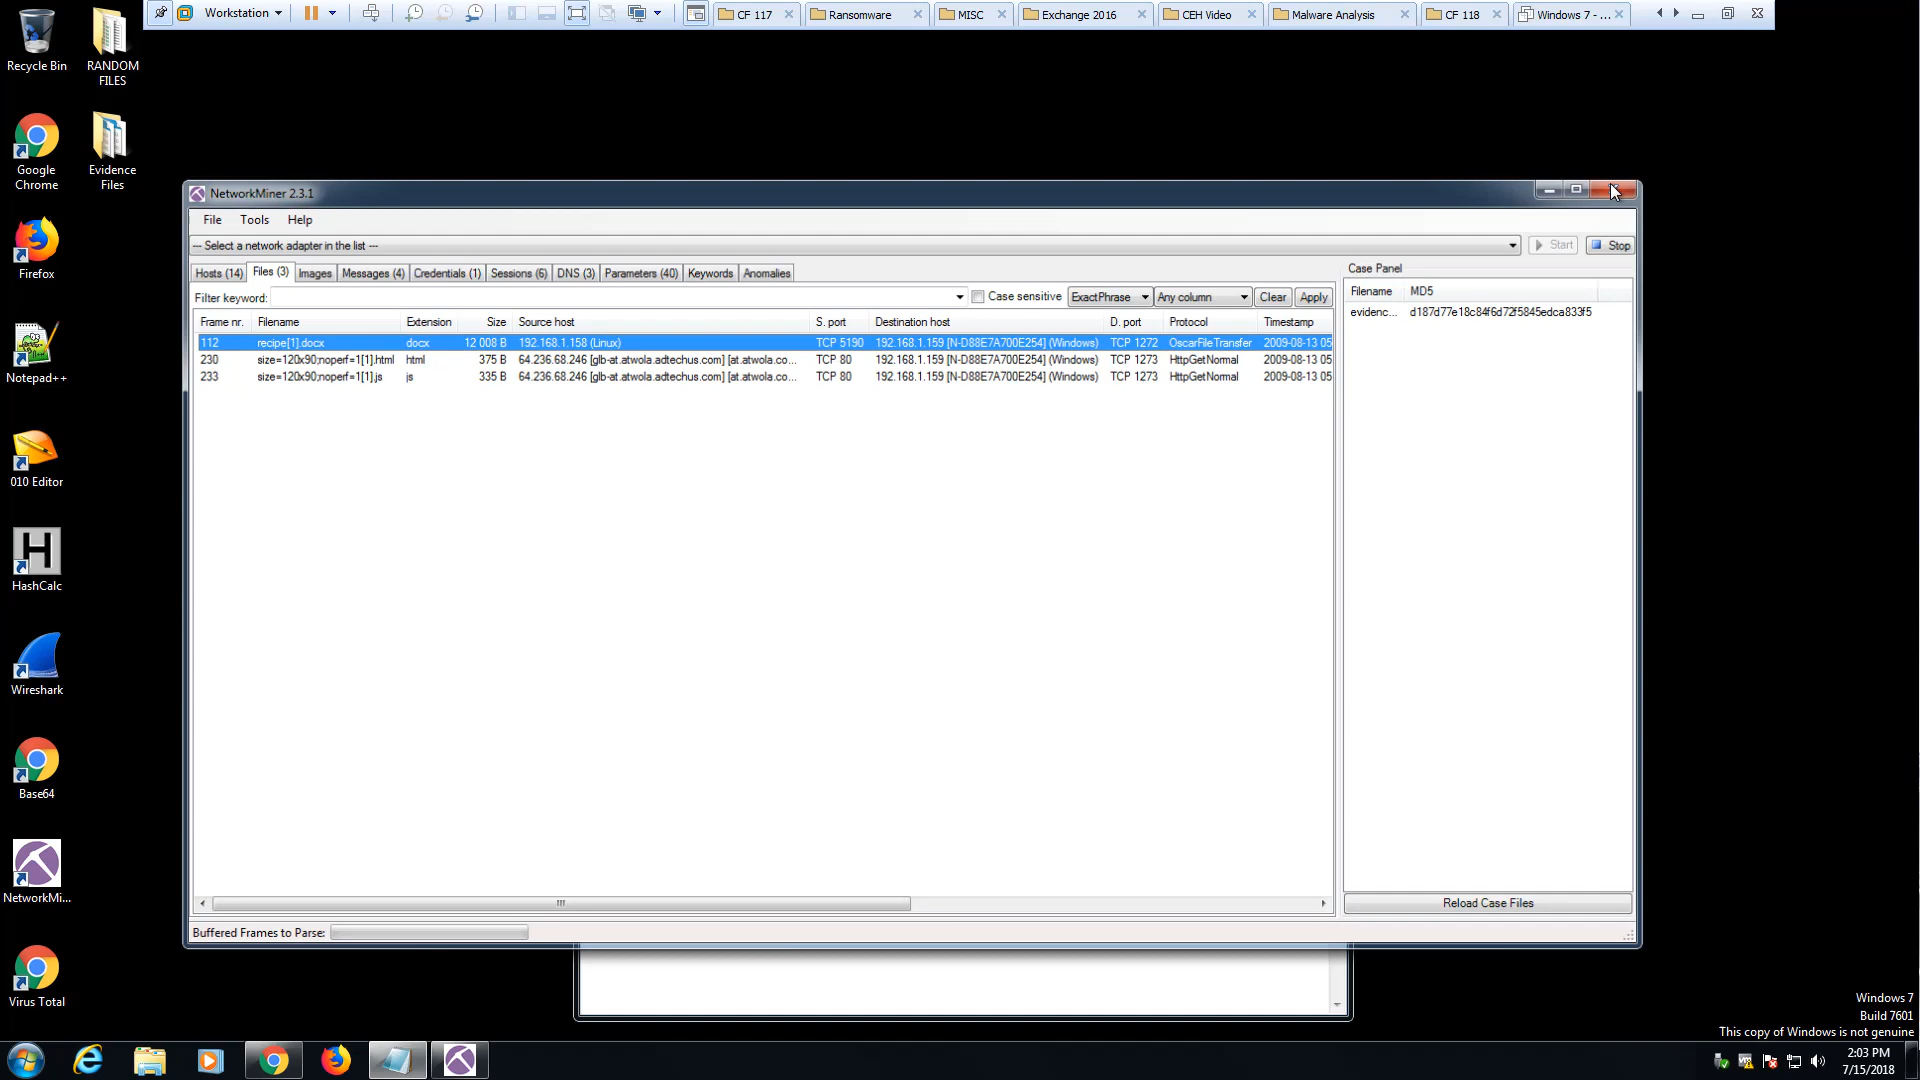 Workstation
CF 117
Ransomware
MISC
Exchange 2016
CEH Video
Malware Analysis
CF 118
Windows 7 - ...
Recycle Bin
RANDOM
FILES
Google
Chrome
Evidence
Files
Firefox
Notepad++
010 Editor
HashCalc
Wireshark
Base64
NetworkMi...
Virus Total
NetworkMiner 2.3.1
File Tools Help
--- Select a network adapter in the list ---
Start
Stop
Hosts (14) Files (3) Images Messages (4) Credentials (1) Sessions (6) DNS (3) Parameters (40) Keywords Anomalies
Filter keyword:
Case sensitive
ExactPhrase
Any column
Clear
Apply
Frame nr. Filename Extension Size Source host S. port Destination host D. port Protocol Timestamp
112 recipe[1].docx docx 12 008 B 192.168.1.158 (Linux) TCP 5190 192.168.1.159 [N-D88E7A700E254] (Windows) TCP 1272 OscarFileTransfer 2009-08-13 05
230 size=120x90;noperf=1[1].html html 375 B 64.236.68.246 [glb-at.atwola.adtechus.com] [at.atwola.co... TCP 80 192.168.1.159 [N-D88E7A700E254] (Windows) TCP 1273 HttpGetNormal 2009-08-13 05
233 size=120x90;noperf=1[1].js js 335 B 64.236.68.246 [glb-at.atwola.adtechus.com] [at.atwola.co... TCP 80 192.168.1.159 [N-D88E7A700E254] (Windows) TCP 1273 HttpGetNormal 2009-08-13 05
Case Panel
Filename MD5
evidenc... d187d77e18c84f6d72f5845edca833f5
Reload Case Files
Buffered Frames to Parse:
Windows 7
Build 7601
This copy of Windows is not genuine
2:03 PM
7/15/2018